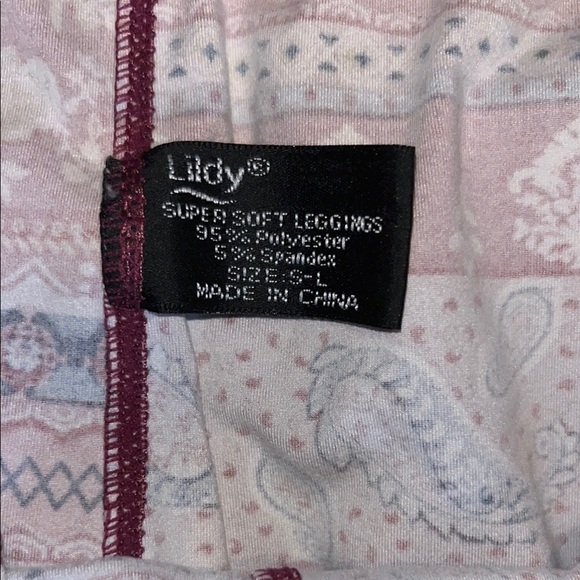 Lildy®
SUPER SOFT LEGGINGS
95% Polyester
5% Spandex
SIZE:S-L
MADE IN CHINA